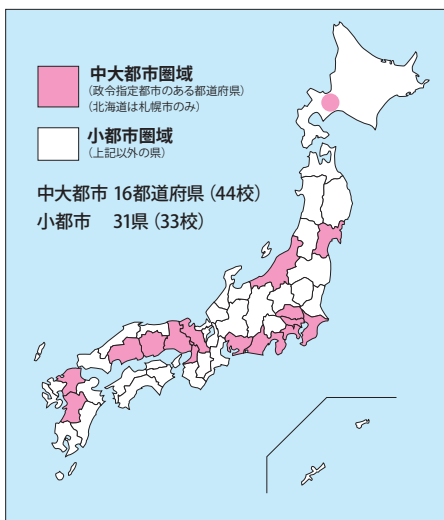 中大都市圏域
(政令指定都市のある都道府県)
(北海道は札幌市のみ)
小都市圏域
(上記以外の県)
中大都市 16都道府県 (44校)
小都市 31県 (33校)